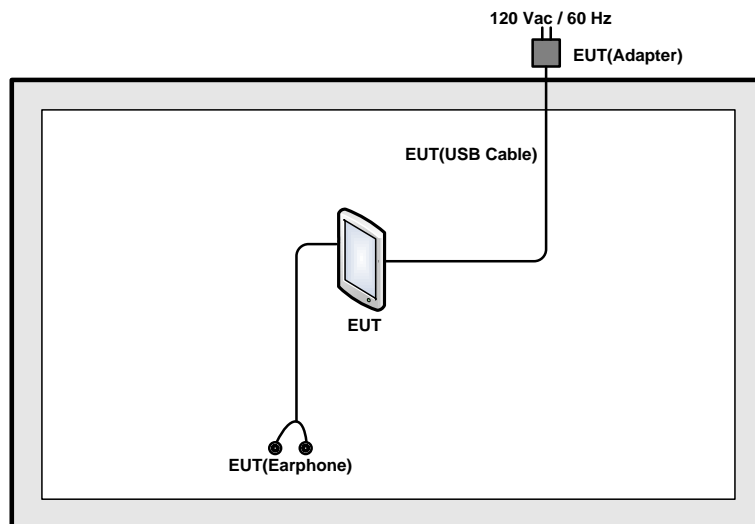 120 Vac / 60 Hz
EUT(Adapter)
EUT(USB Cable)
EUT
EUT(Earphone)